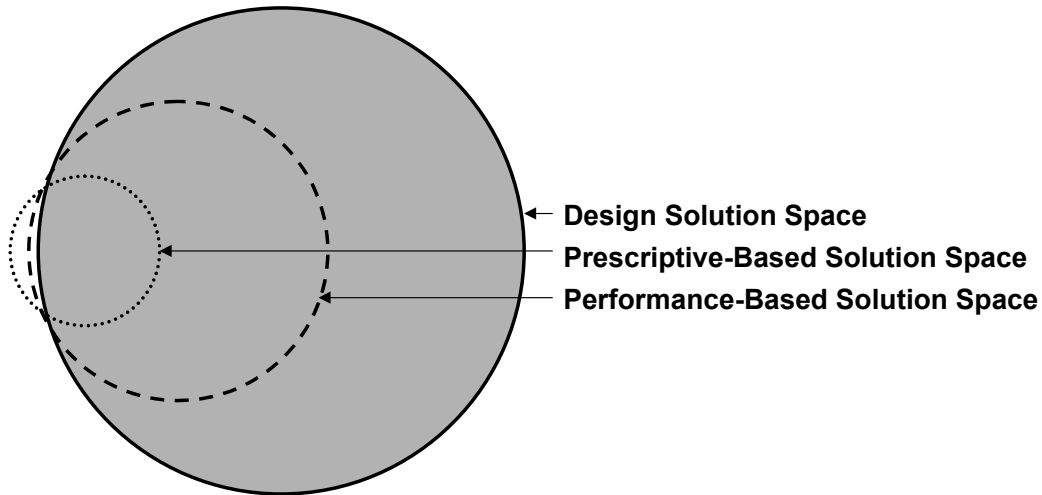 Design Solution Space
Prescriptive-Based Solution Space
Performance-Based Solution Space